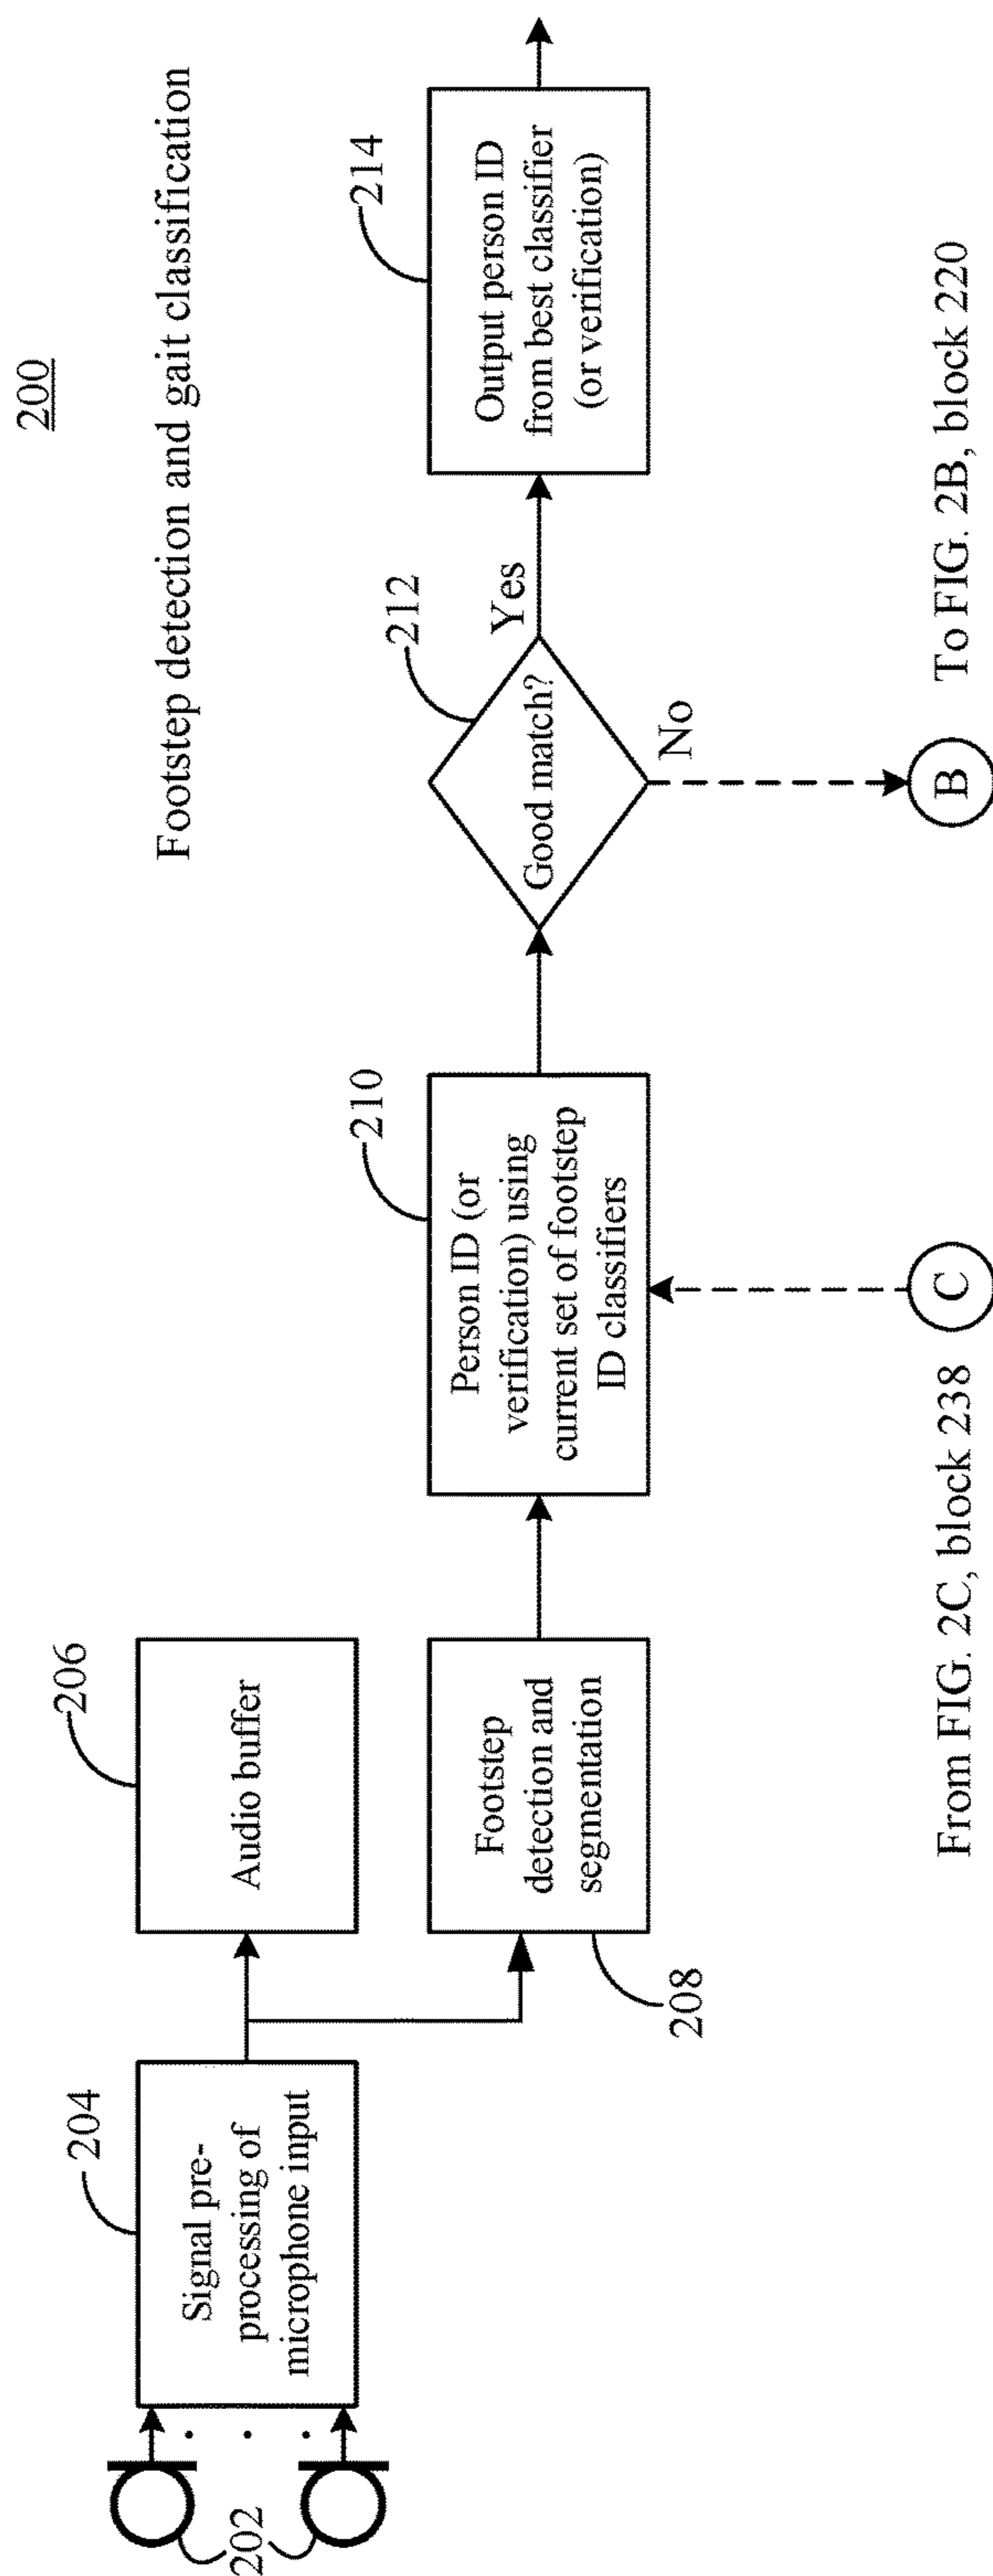 200
Footstep detection and gait classification
202
204
Signal pre-
processing of
microphone input
206
Audio buffer
208
Footstep
detection and
segmentation
210
Person ID (or
verification) using
current set of footstep
ID classifiers
212
Good match?
Yes
No
214
Output person ID
from best classifier
(or verification)
From FIG. 2C, block 238
C
B
To FIG. 2B, block 220